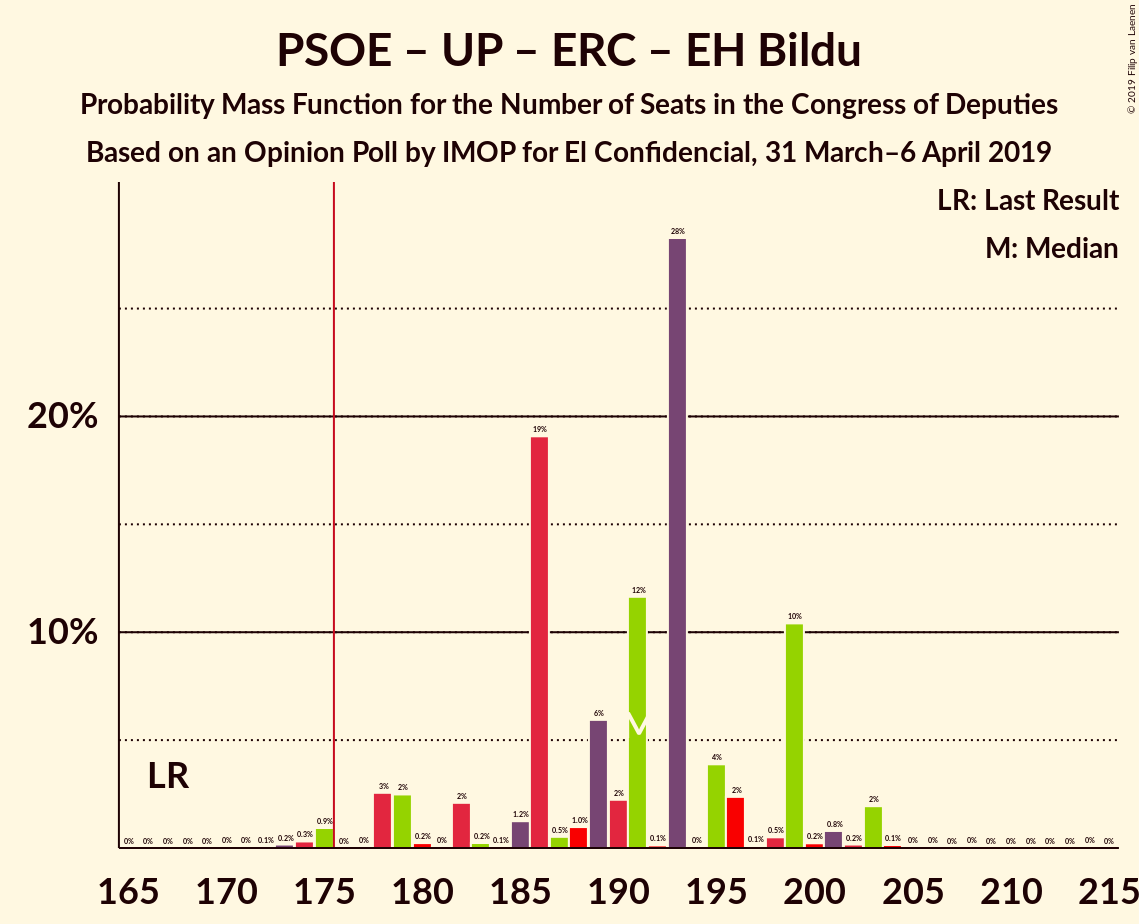 PSOE – UP – ERC – EH Bildu
Probability Mass Function for the Number of Seats in the Congress of Deputies
Based on an Opinion Poll by IMOP for El Confidencial, 31 March–6 April 2019
© 2019 Filip van Laenen
LR: Last Result
M: Median
20%
10%
LR
M
0% 0% 0% 0% 0% 0% 0% 0.1% 0.2% 0.3% 0.9% 0% 0% 3% 2% 0.2% 0% 2% 0.2% 0.1% 1.2% 19% 0.5% 1.0% 6% 2% 12% 0.1% 28% 0% 4% 2% 0.1% 0.5% 10% 0.2% 0.8% 0.2% 2% 0.1% 0% 0% 0% 0% 0% 0% 0% 0% 0% 0% 0%
165 170 175 180 185 190 195 200 205 210 215